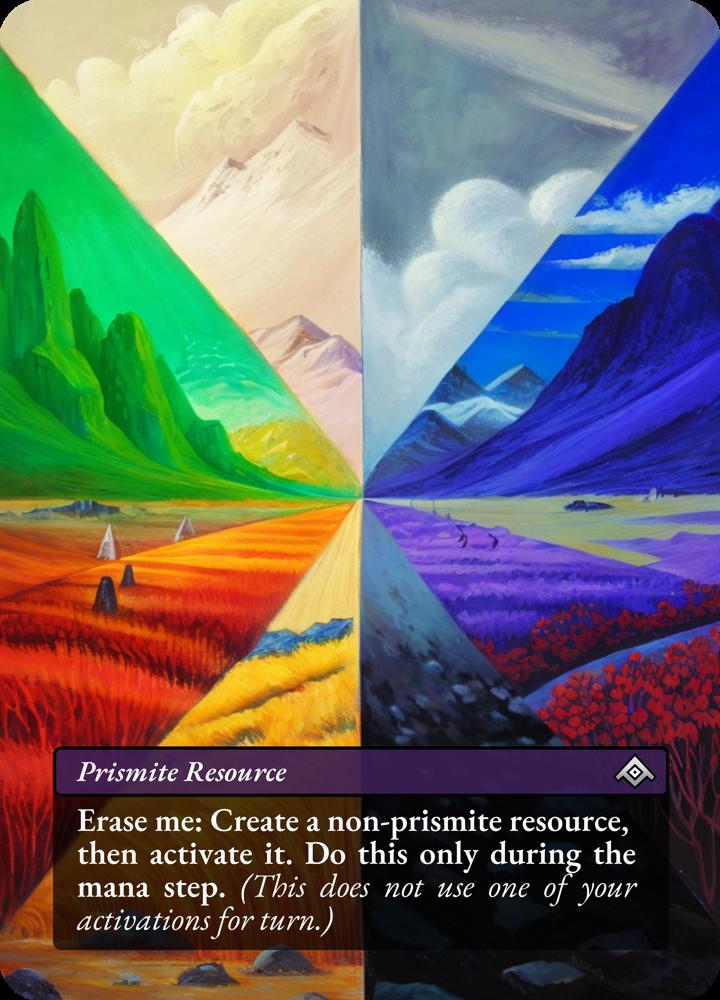 Prismite Resource
Erase me: Create a non-prismite resource,
then activate it. Do this only during the
mana step. (This does not use one of your
activations for turn.)